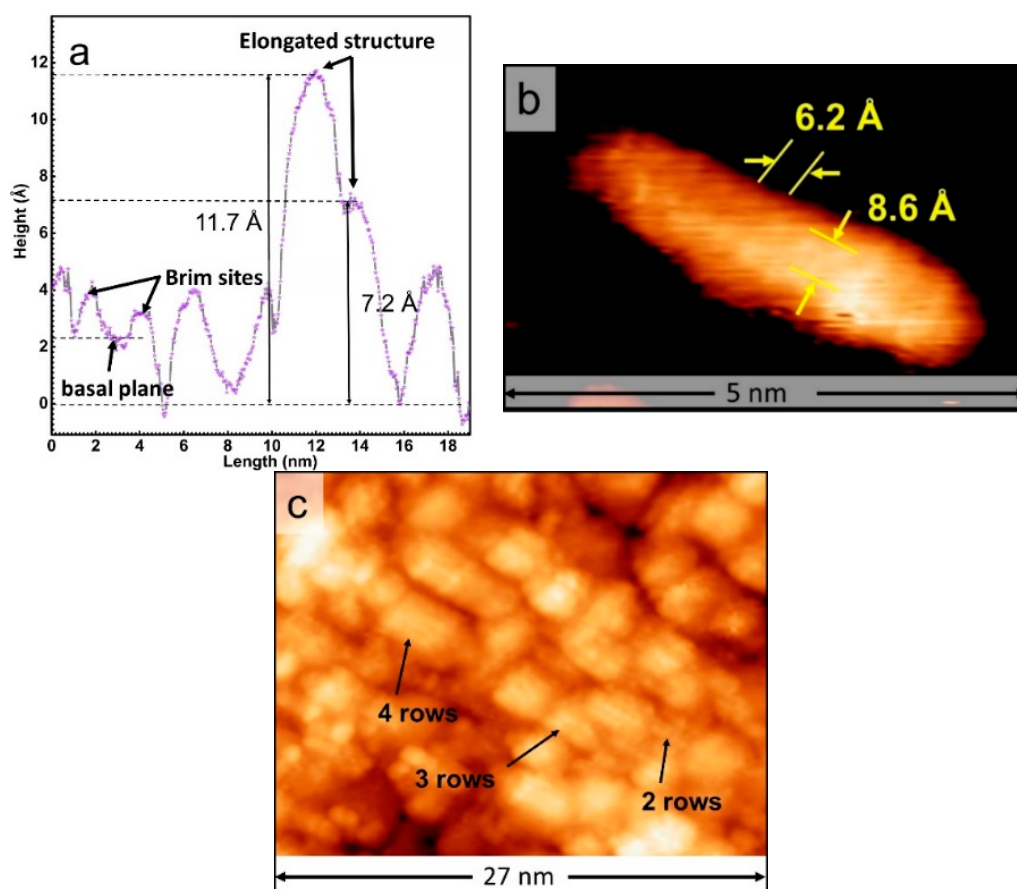 a
Elongated structure
12
10
8
6
4
2
0
Height (Å)
11.7 Å
7.2 Å
Brim sites
basal plane
0 2 4 6 8 10 12 14 16 18
Length (nm)
b
6.2 Å
8.6 Å
5 nm
c
4 rows
3 rows
2 rows
27 nm